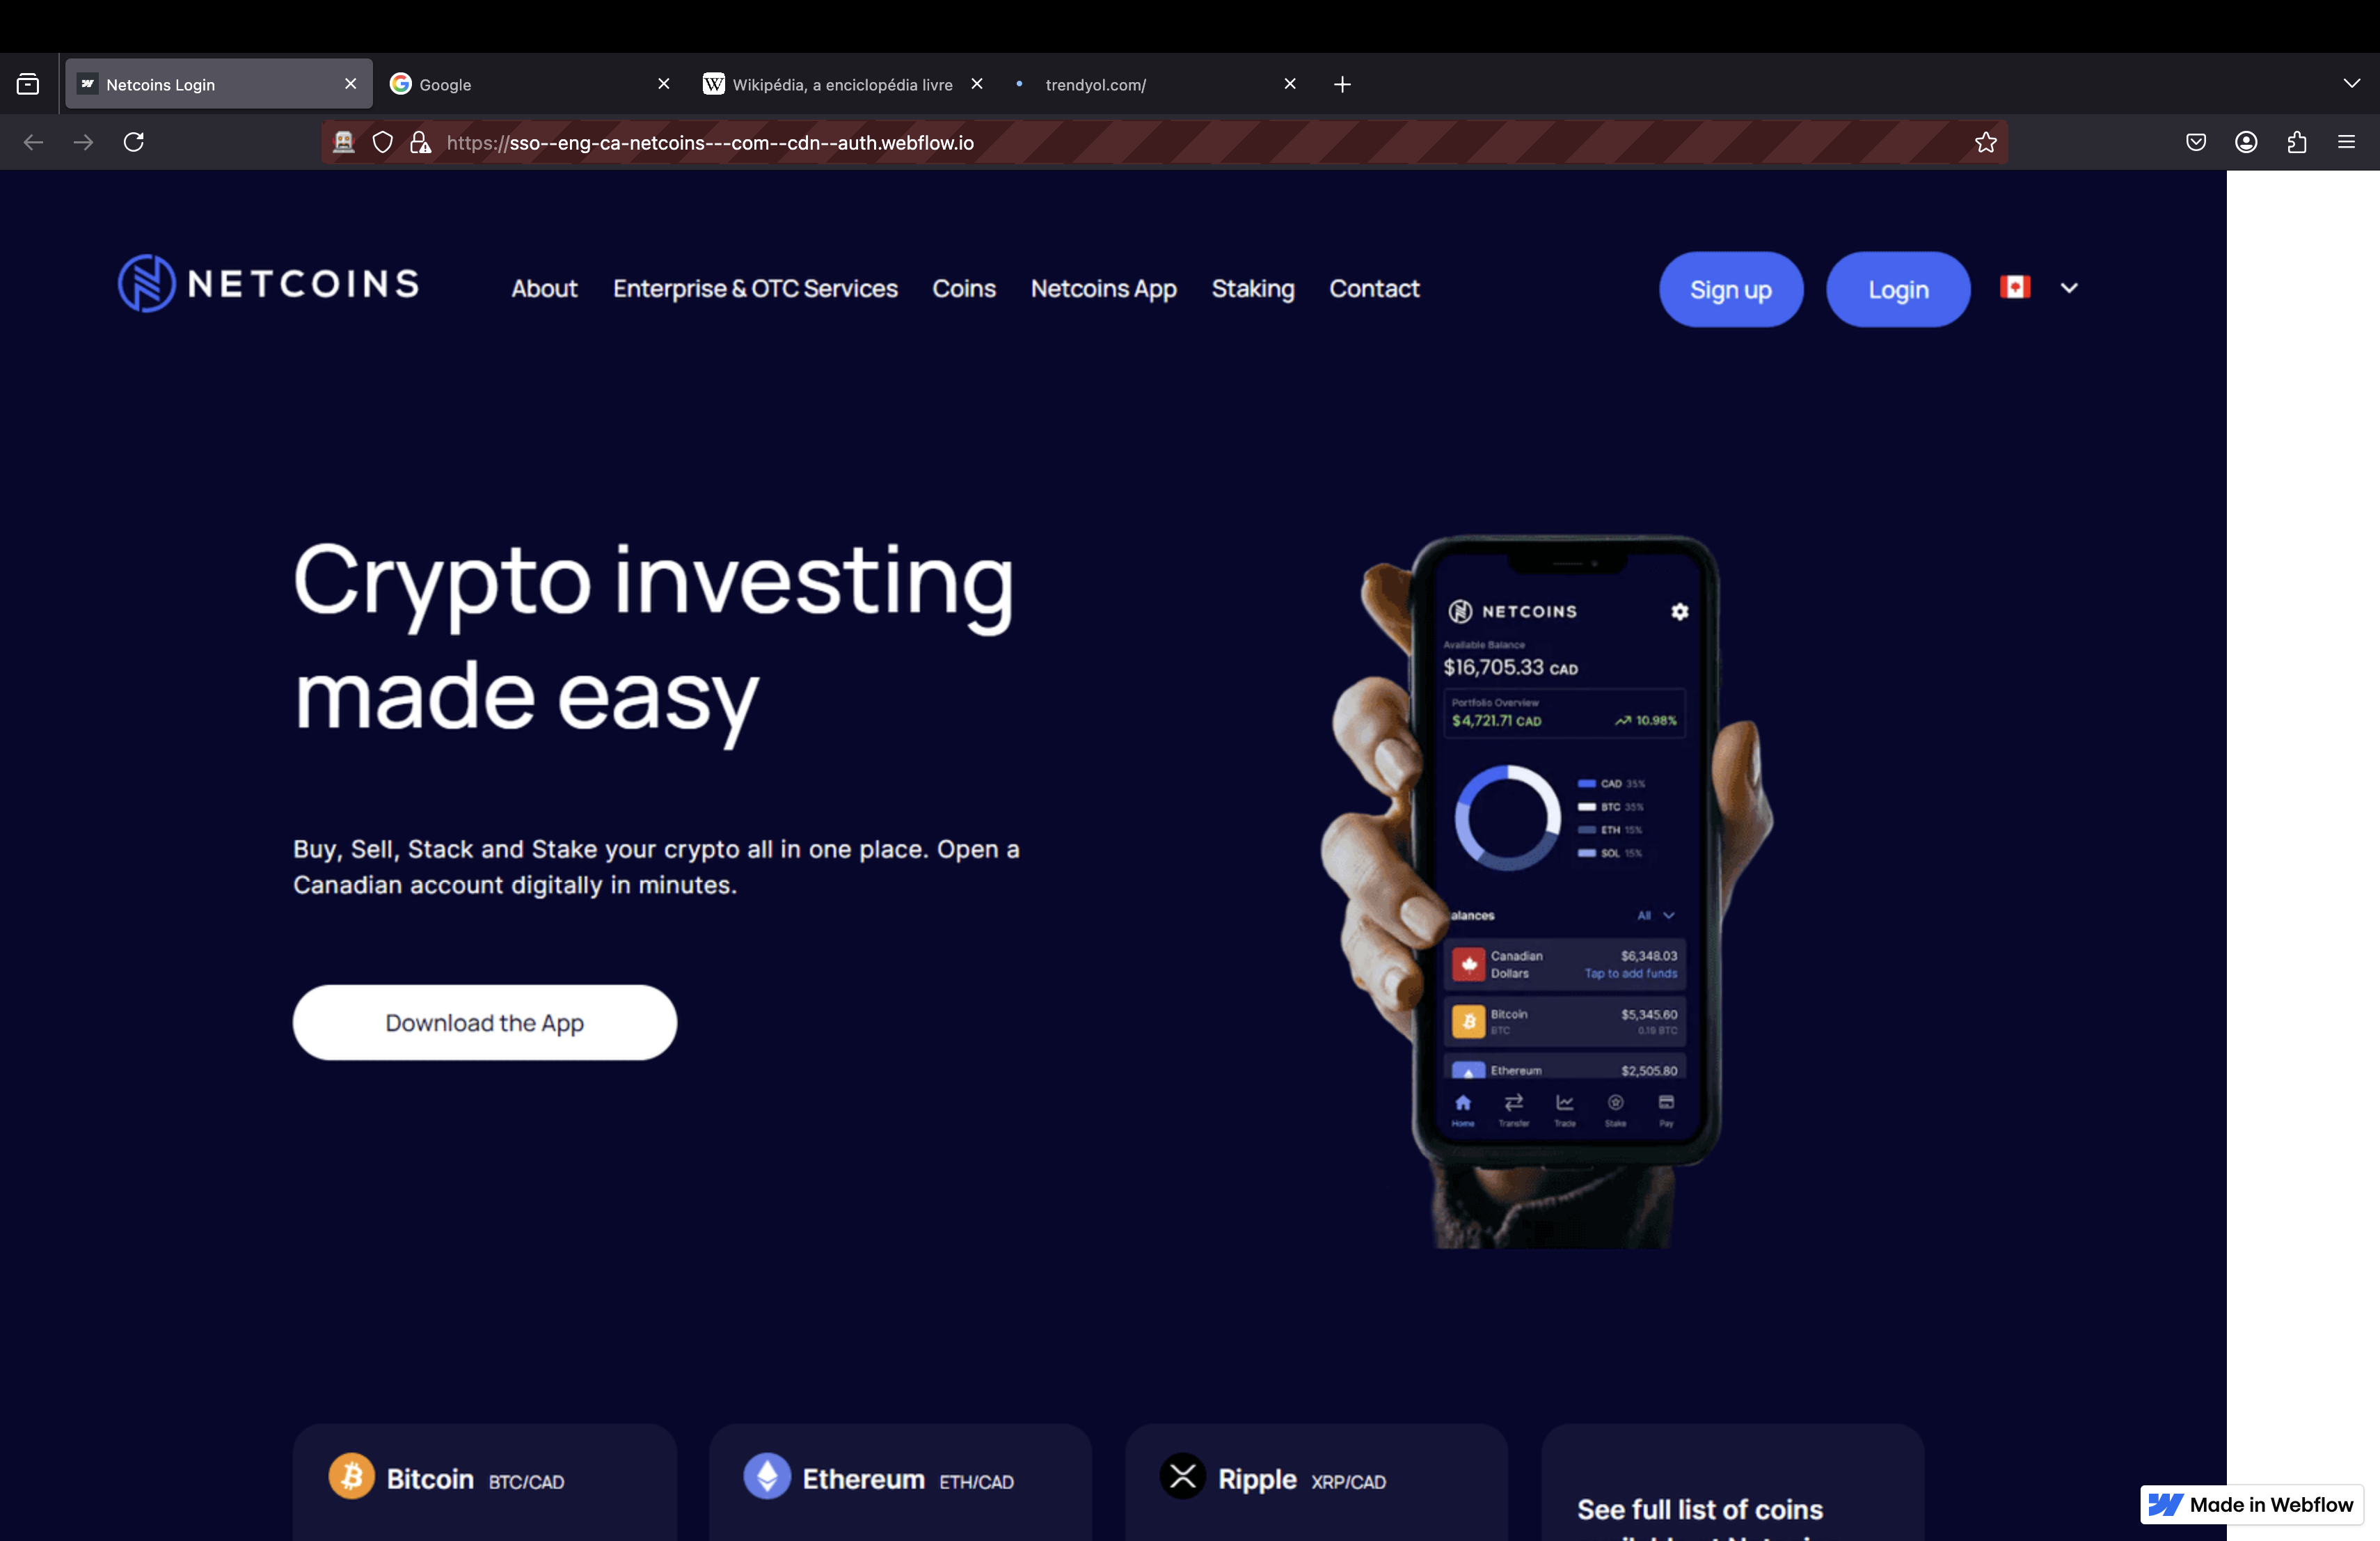 Netcoins Login
Google
Wikipédia, a enciclopédia livre
trendyol.com/
https://sso--eng-ca-netcoins---com--cdn--auth.webflow.io
NETCOINS
About
Enterprise & OTC Services
Coins
Netcoins App
Staking
Contact
Sign up
Login
Crypto investing
made easy
Buy, Sell, Stack and Stake your crypto all in one place. Open a
Canadian account digitally in minutes.
Download the App
NETCOINS
Available Balance
$16,705.33 CAD
Portfolio Overview
$4,721.71 CAD
10.98%
CAD 35%
BTC 35%
ETH 15%
SOL 15%
alances
All
Canadian
Dollars
$6,348.03
Tap to add funds
Bitcoin
BTC
$5,345.60
0.19 BTC
Ethereum
$2,505.80
Home
Transfer
Trade
Stake
Pay
Bitcoin BTC/CAD
Ethereum ETH/CAD
Ripple XRP/CAD
See full list of coins
Made in Webflow